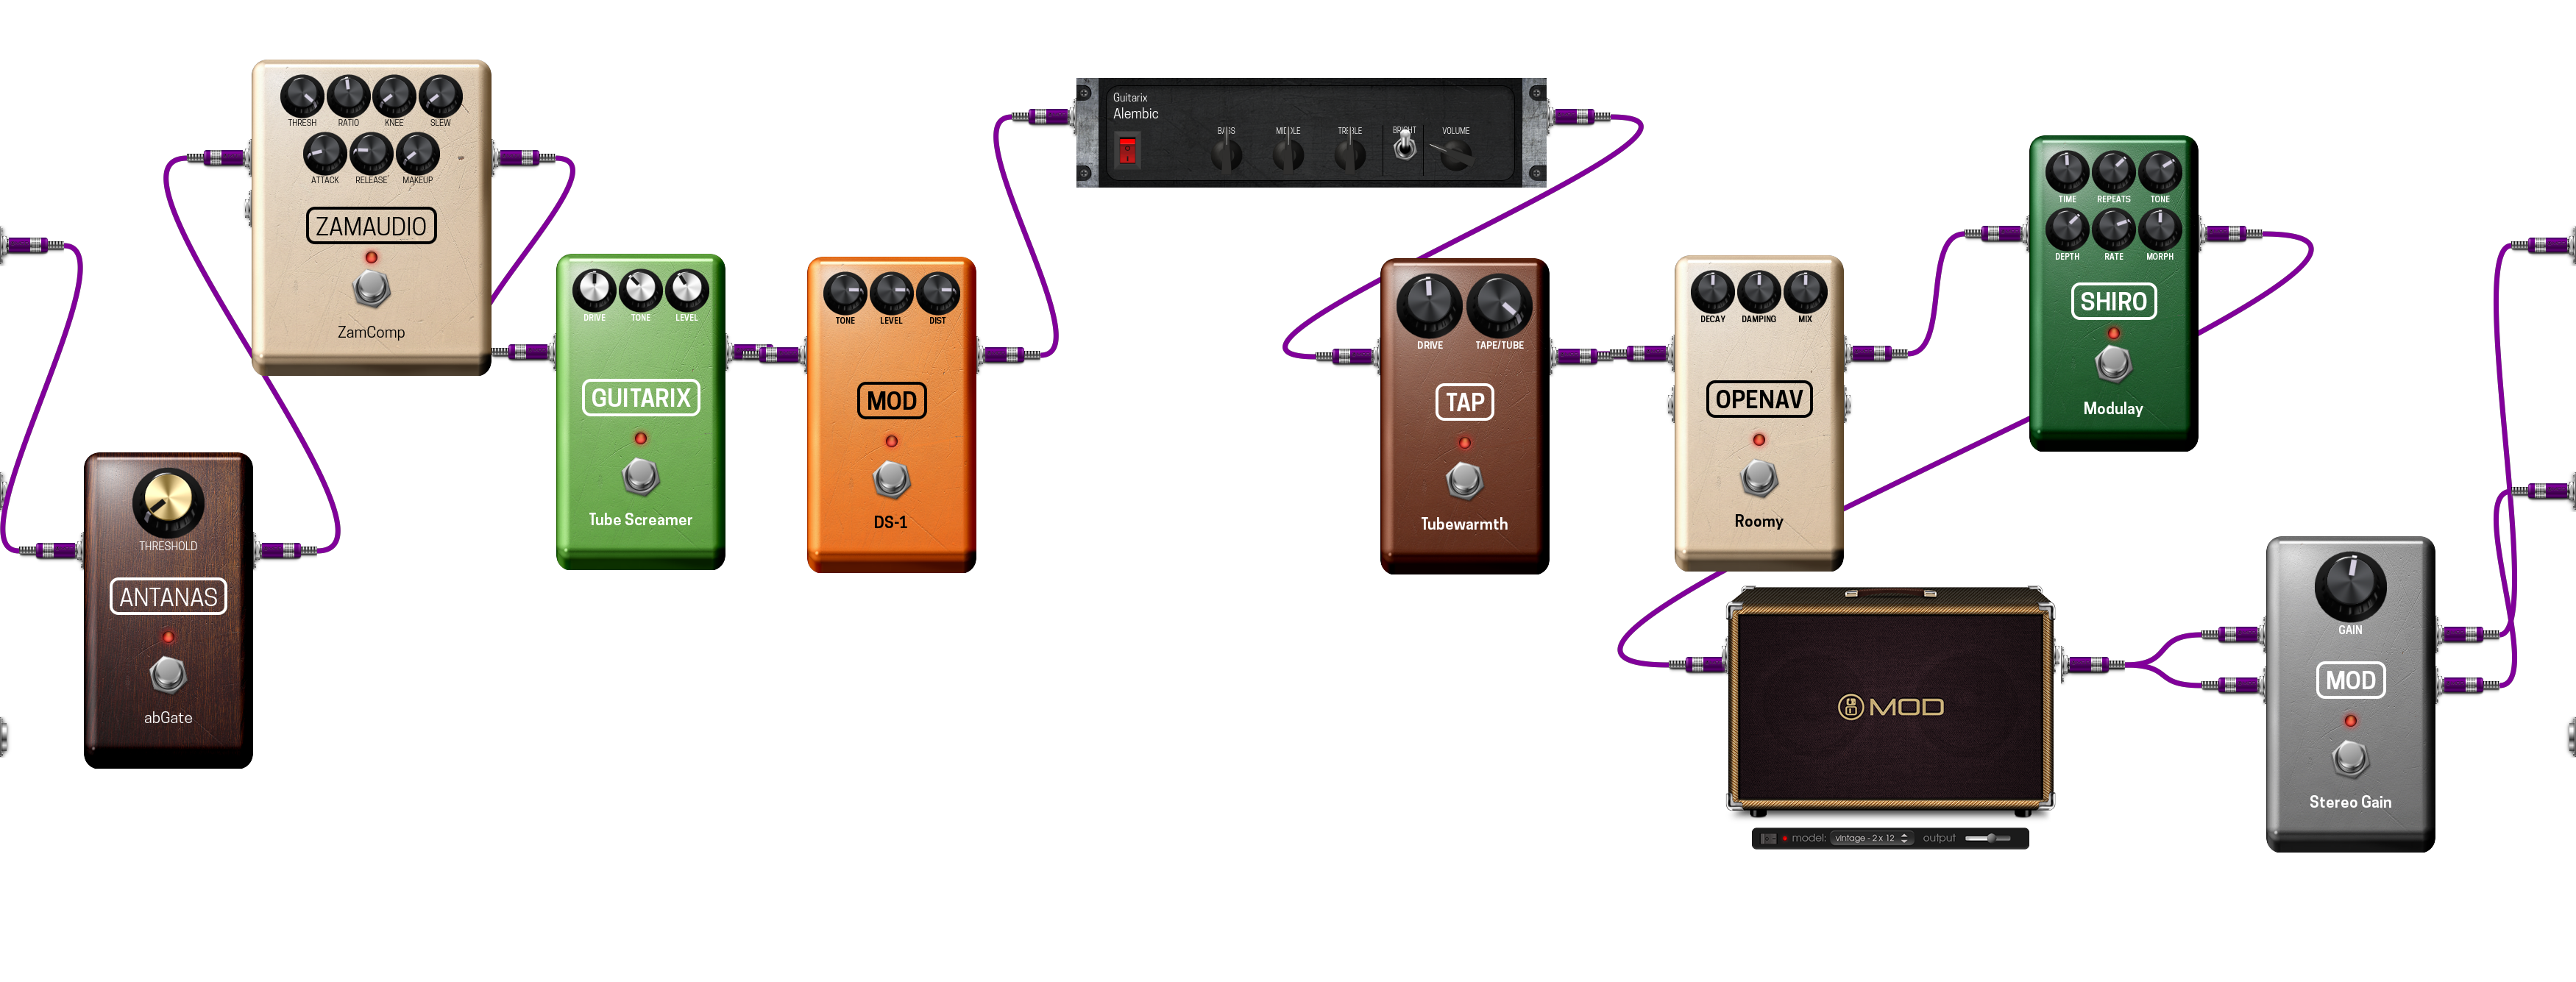 THRESH RATIO KNEE SLEW
ATTACK RELEASE MAKEUP
ZAMAUDIO
ZamComp
THRESHOLD
ANTANAS
abGate
DRIVE TONE LEVEL
GUITARIX
Tube Screamer
TONE LEVEL DIST
MOD
DS-1
Guitarix
Alembic
BASS MIDDLE TREBLE BRIGHT VOLUME
DRIVE TAPE/TUBE
TAP
Tubewarmth
DECAY DAMPING MIX
OPENAV
Roomy
TIME REPEATS TONE
DEPTH RATE MORPH
SHIRO
Modulay
MOD
model: vintage - 2 x 12 output
GAIN
MOD
Stereo Gain